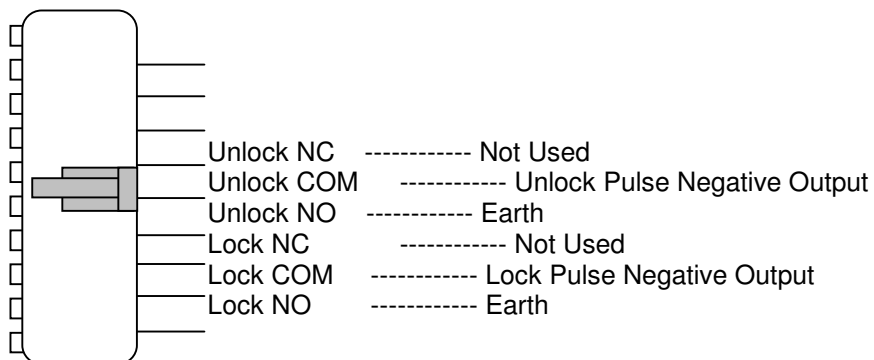 Unlock NC ------------ Not Used
Unlock COM ------------ Unlock Pulse Negative Output
Unlock NO ------------ Earth
Lock NC ------------ Not Used
Lock COM ------------ Lock Pulse Negative Output
Lock NO ------------ Earth